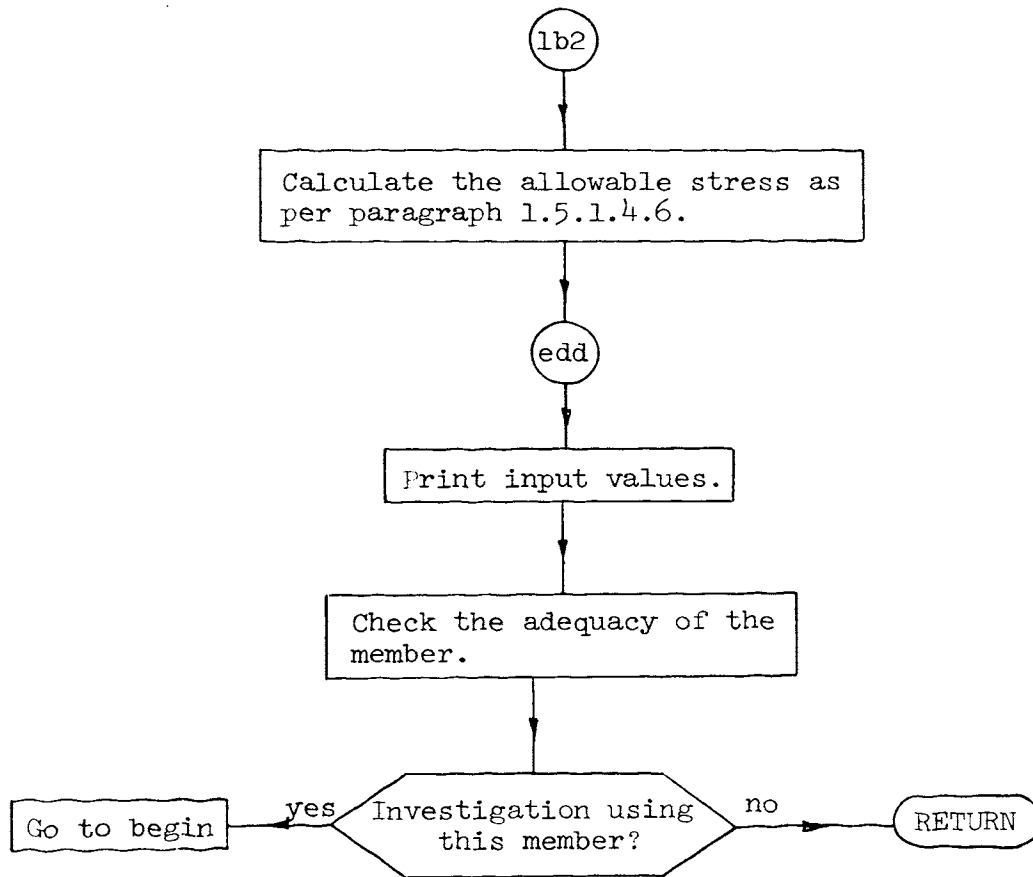 lb2
Calculate the allowable stress as
per paragraph 1.5.1.4.6.
edd
Print input values.
Check the adequacy of the
member.
Investigation using
this member?
yes
no
Go to begin
RETURN